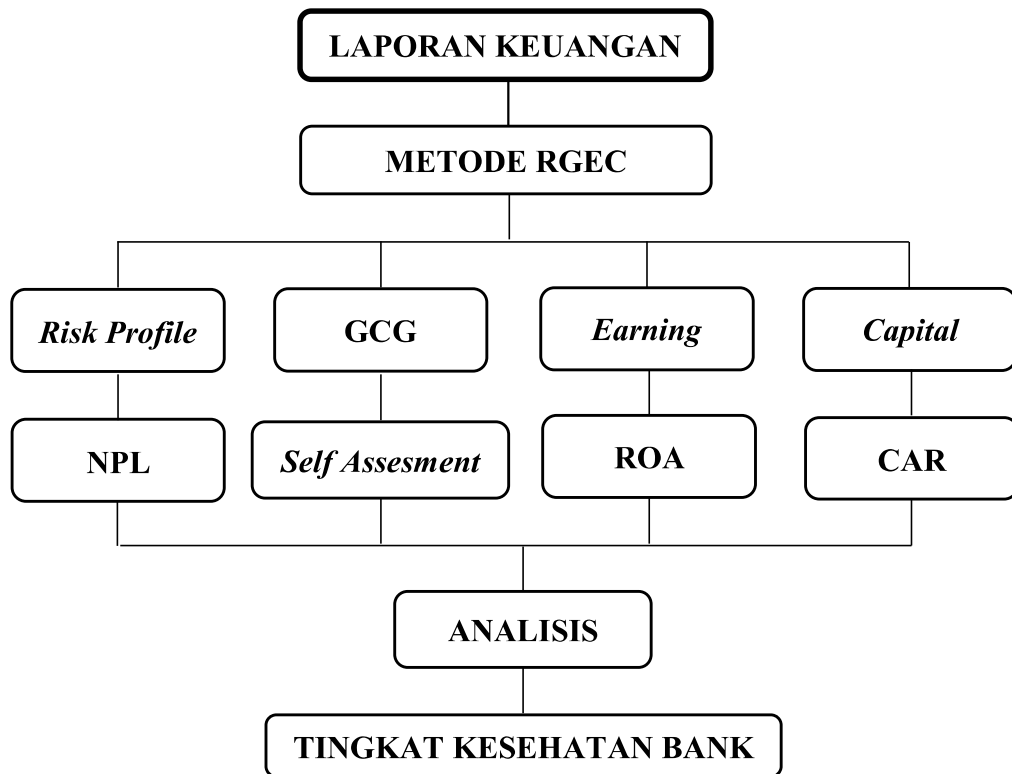 LAPORAN KEUANGAN
METODE RGEC
Risk Profile
GCG
Earning
Capital
NPL
Self Assesment
ROA
CAR
ANALISIS
TINGKAT KESEHATAN BANK